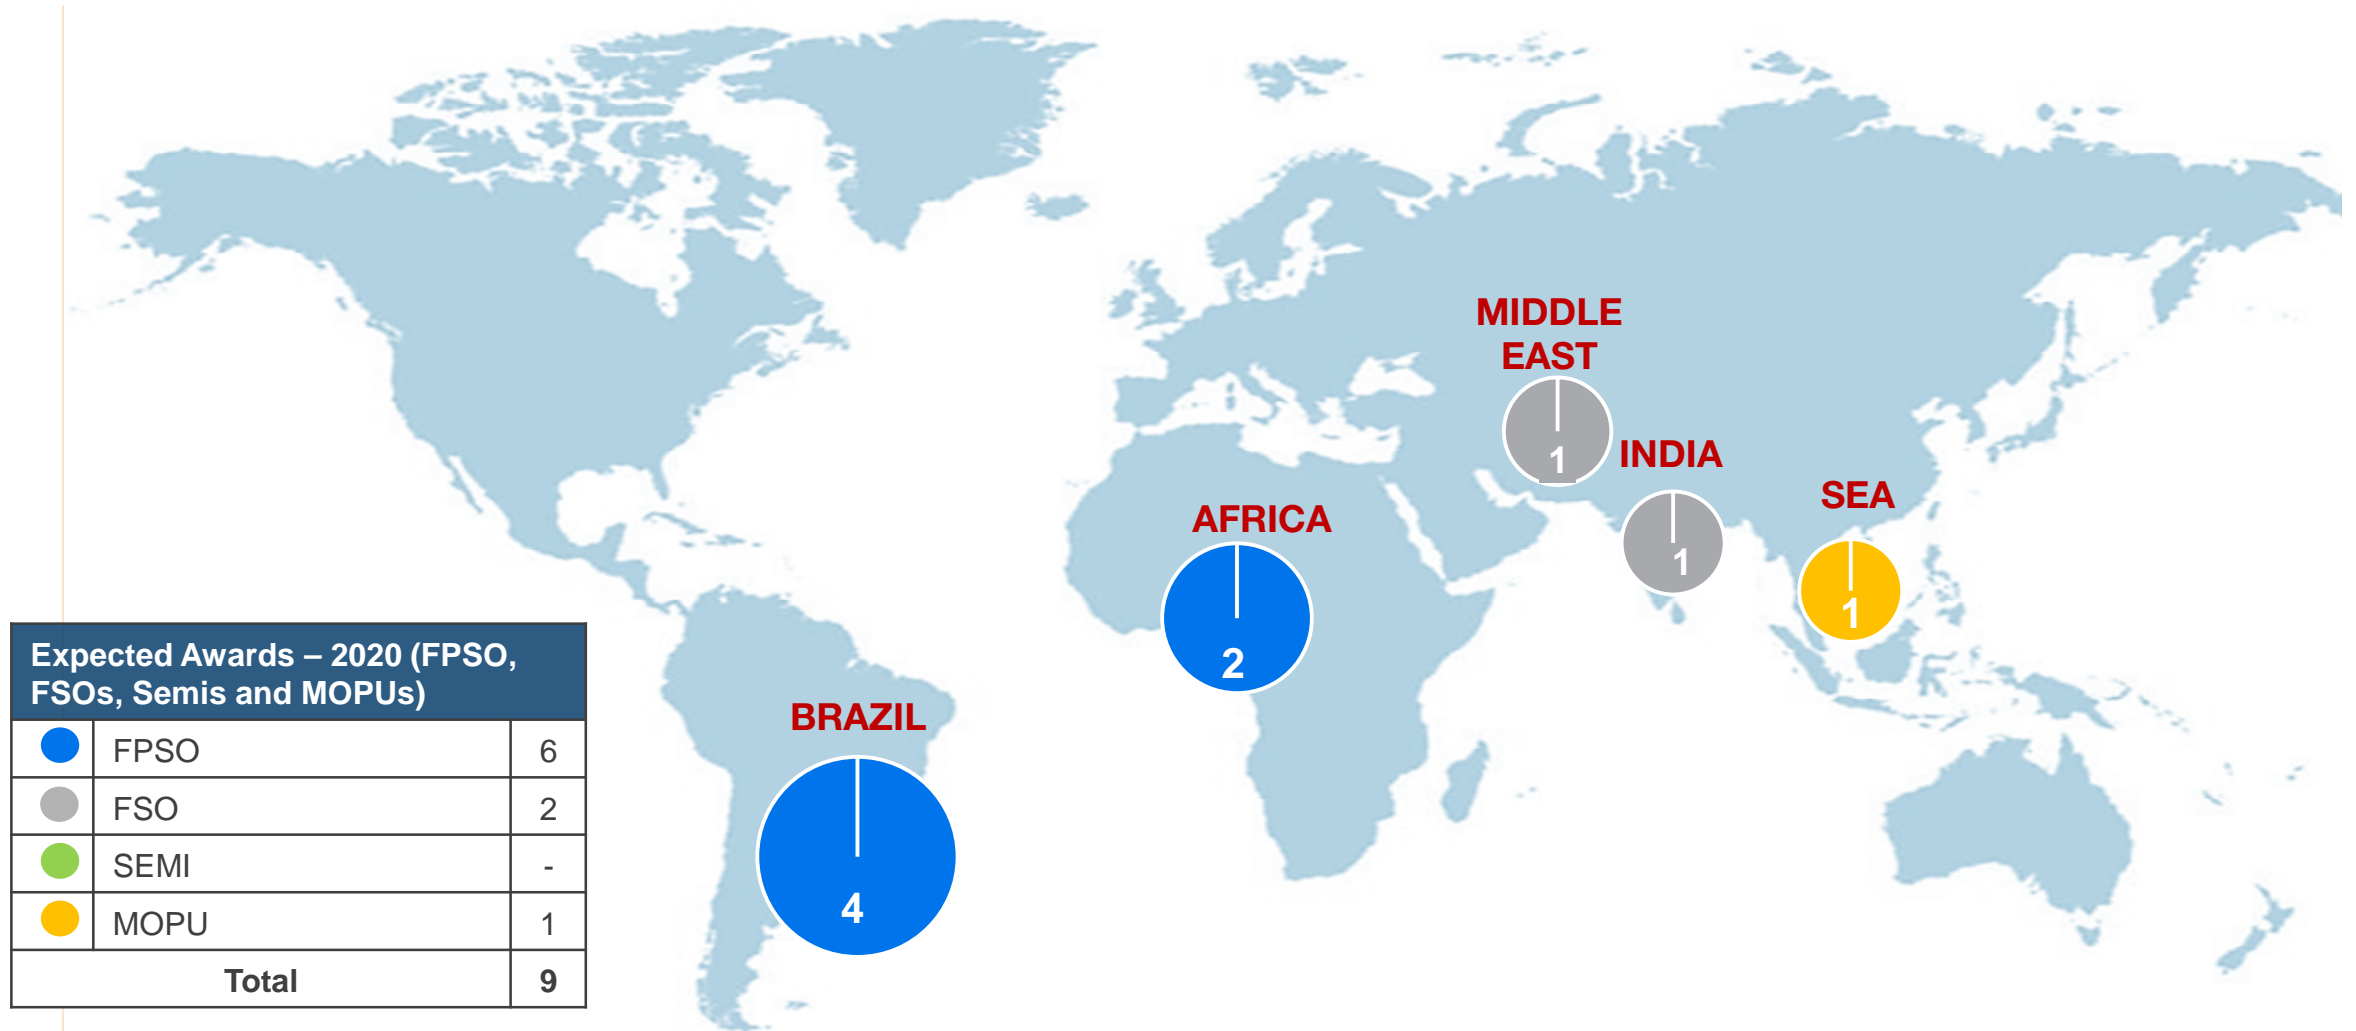 MIDDLE
EAST
1
INDIA
1
SEA
1
AFRICA
2
BRAZIL
4
Expected Awards – 2020 (FPSO,
FSOs, Semis and MOPUs)
FPSO 6
FSO 2
SEMI -
MOPU 1
Total 9